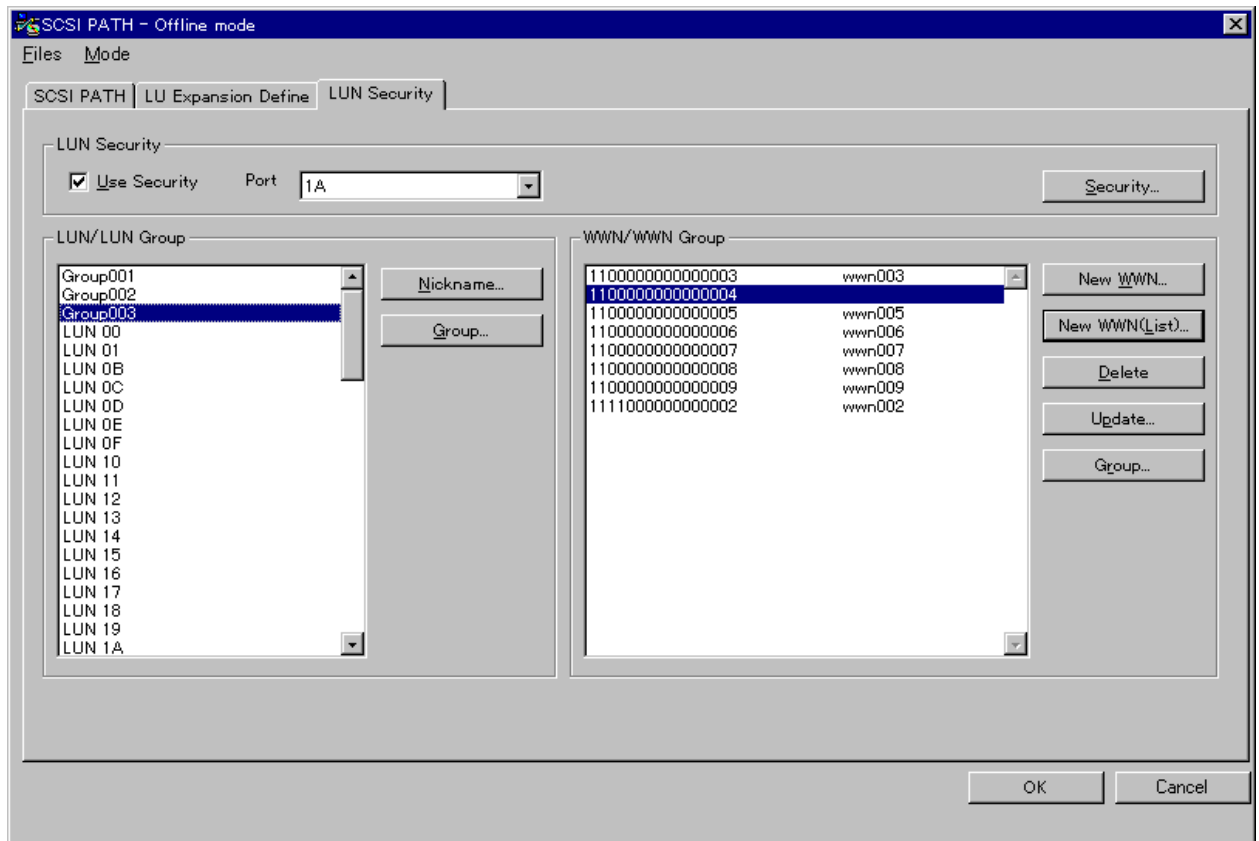 SCSI PATH - Offline mode
Files Mode
SCSI PATH LU Expansion Define LUN Security
LUN Security
Use Security Port 1A Security...
LUN/LUN Group
Group001
Group002
Group003
LUN 00
LUN 01
LUN 0B
LUN 0C
LUN 0D
LUN 0E
LUN 0F
LUN 10
LUN 11
LUN 12
LUN 13
LUN 14
LUN 15
LUN 16
LUN 17
LUN 18
LUN 19
LUN 1A
Nickname...
Group...
WWN/WWN Group
1100000000000003 wwn003
1100000000000004
1100000000000005 wwn005
1100000000000006 wwn006
1100000000000007 wwn007
1100000000000008 wwn008
1100000000000009 wwn009
1111000000000002 wwn002
New WWN...
New WWN(List)...
Delete
Update...
Group...
OK Cancel